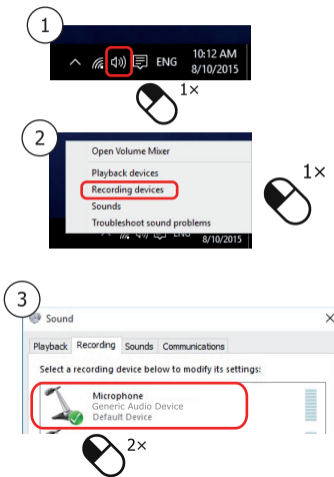 1
ENG
10:12 AM
8/10/2015
1×
2
Open Volume Mixer
Playback devices
Recording devices
Sounds
Troubleshoot sound problems
8/10/2015
1×
3
Sound
Playback Recording Sounds Communications
Select a recording device below to modify its settings:
Microphone
Generic Audio Device
Default Device
2×